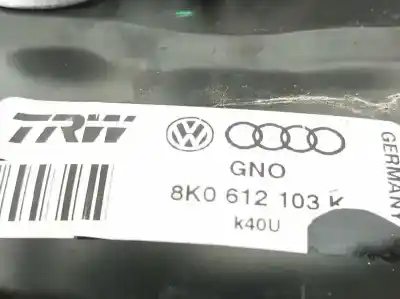 TRW
GNO
8K0 612 103 K
k40U
GERMANY